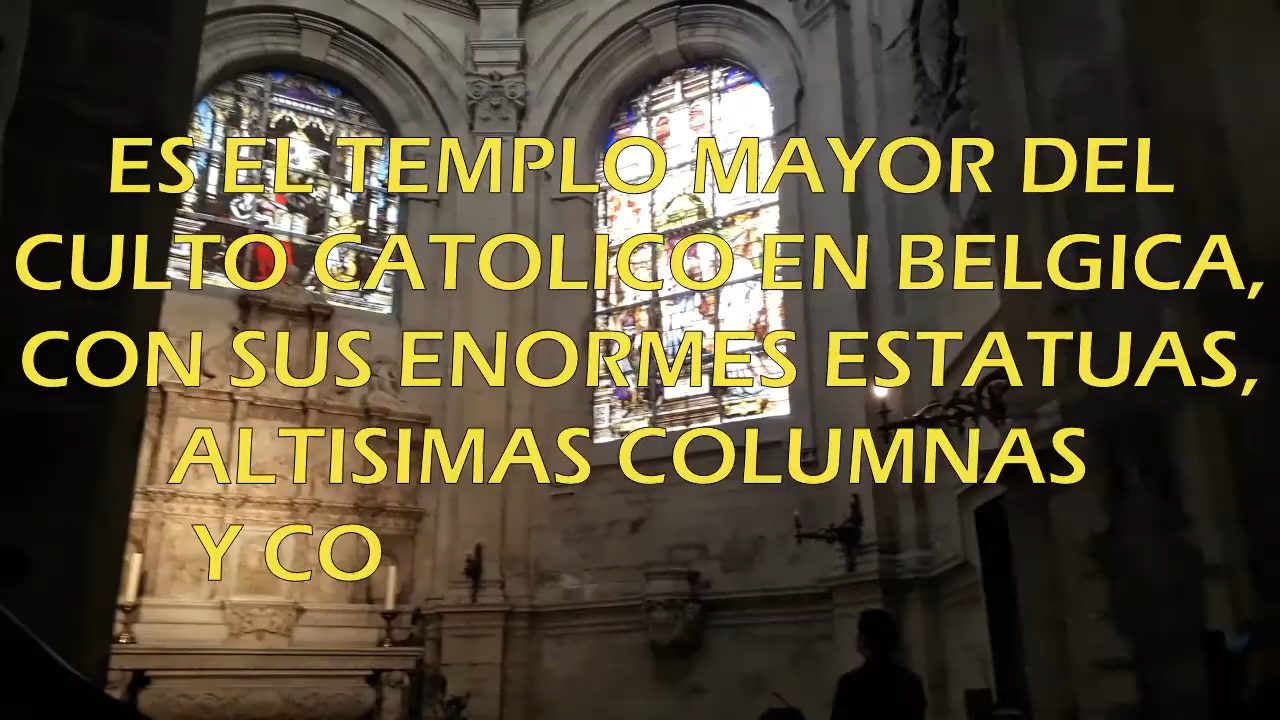 ES EL TEMPLO MAYOR DEL
CULTO CATOLICO EN BELGICA,
CON SUS ENORMES ESTATUAS,
ALTISIMAS COLUMNAS
Y CO